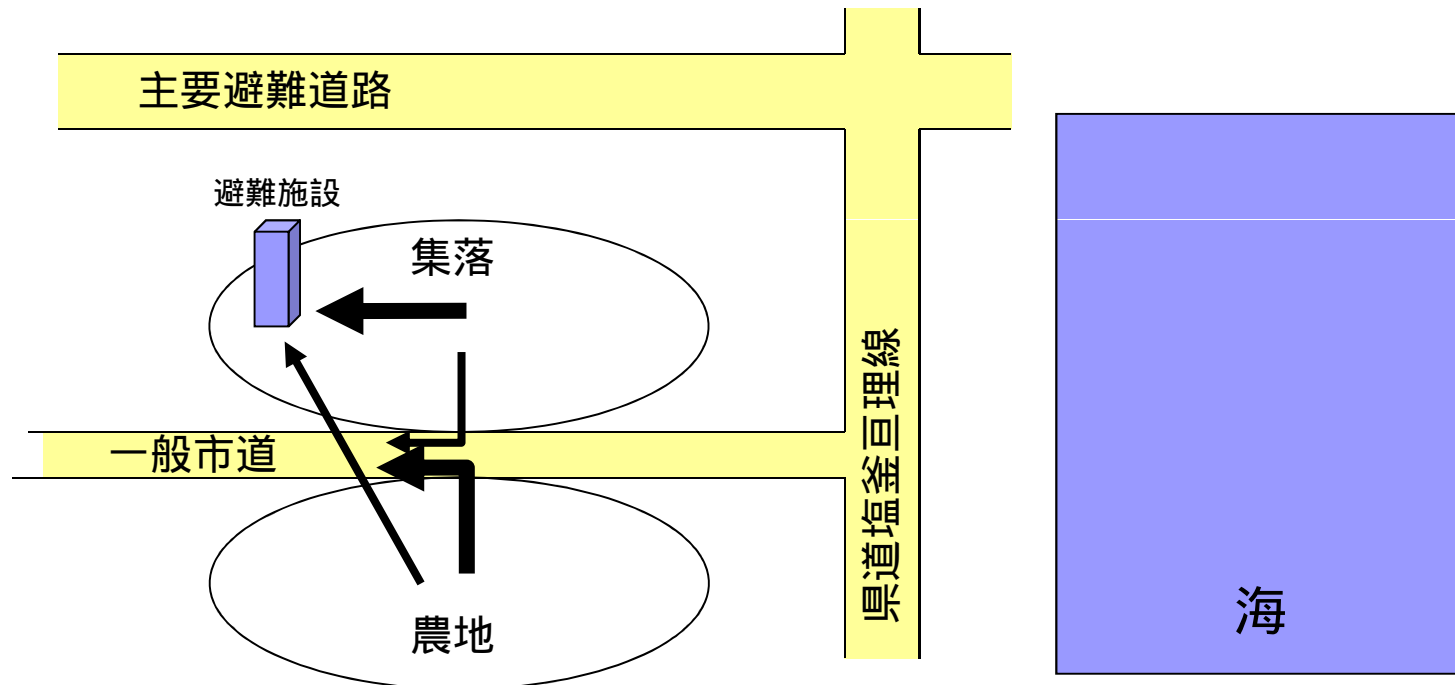 主要避難道路
避難施設
集落
一般市道
県道塩釜亘理線
農地
海